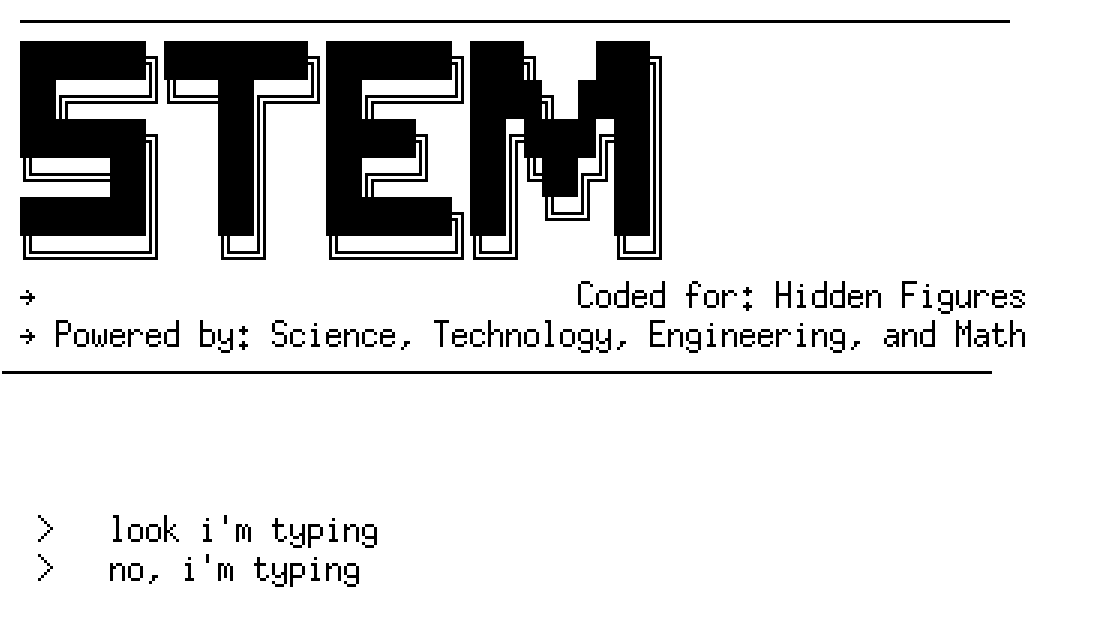 STEM
→ Coded for: Hidden Figures
→ Powered by: Science, Technology, Engineering, and Math
> look i'm typing
> no, i'm typing